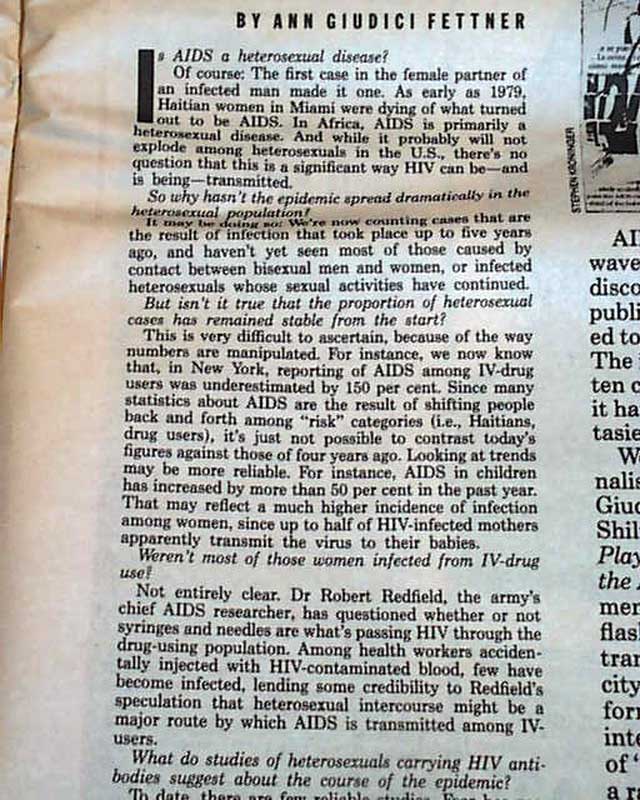 BY ANN GIUDICI FETTNER
Is AIDS a heterosexual disease?
Of course: The first case in the female partner of
an infected man made it one. As early as 1979,
Haitian women in Miami were dying of what turned
out to be AIDS. In Africa, AIDS is primarily a
heterosexual disease. And while it probably will not
explode among heterosexuals in the U.S., there's no
question that this is a significant way HIV can be—and
is being—transmitted.
So why hasn't the epidemic spread dramatically in the
heterosexual population?
It may be doing so: We're now counting cases that are
the result of infection that took place up to five years
ago, and haven't yet seen most of those caused by
contact between bisexual men and women, or infected
heterosexuals whose sexual activities have continued.
But isn't it true that the proportion of heterosexual
cases has remained stable from the start?
This is very difficult to ascertain, because of the way
numbers are manipulated. For instance, we now know
that, in New York, reporting of AIDS among IV-drug
users was underestimated by 150 per cent. Since many
statistics about AIDS are the result of shifting people
back and forth among "risk" categories (i.e., Haitians,
drug users), it's just not possible to contrast today's
figures against those of four years ago. Looking at trends
may be more reliable. For instance, AIDS in children
has increased by more than 50 per cent in the past year.
That may reflect a much higher incidence of infection
among women, since up to half of HIV-infected mothers
apparently transmit the virus to their babies.
Weren't most of those women infected from IV-drug
use?
Not entirely clear. Dr Robert Redfield, the army's
chief AIDS researcher, has questioned whether or not
syringes and needles are what's passing HIV through the
drug-using population. Among health workers acciden-
tally injected with HIV-contaminated blood, few have
become infected, lending some credibility to Redfield's
speculation that heterosexual intercourse might be a
major route by which AIDS is transmitted among IV-
users.
What do studies of heterosexuals carrying HIV anti-
bodies suggest about the course of the epidemic?
To date, there are few reliable studies.
STEPHEN KRONINGER
AI
wave
disco
publi
ed to
The
ten c
it ha
tasie
W
nalis
Giud
Shil
Play
the
mer
flas
tran
city
forn
inte
of